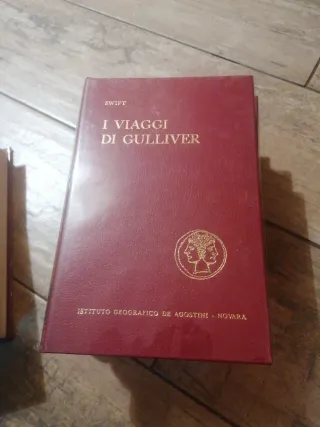 SWIFT
I VIAGGI
DI GULLIVER
ISTITUTO GEOGRAFICO DE AGOSTINI - NOVARA